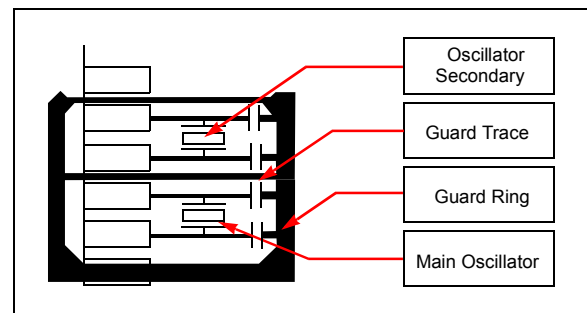 Oscillator
Secondary
Guard Trace
Guard Ring
Main Oscillator